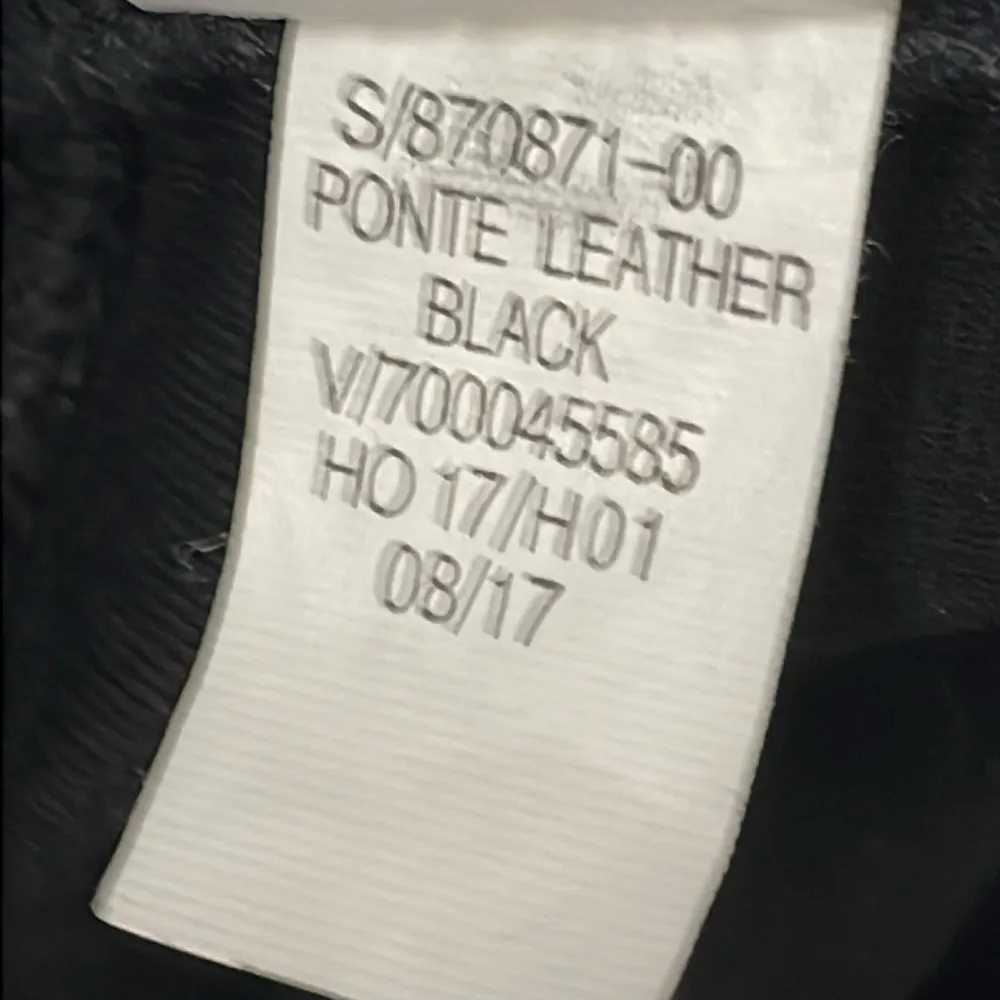 S/870871-00
PONTE LEATHER
BLACK
V/700045585
HO 17/H01
08/17